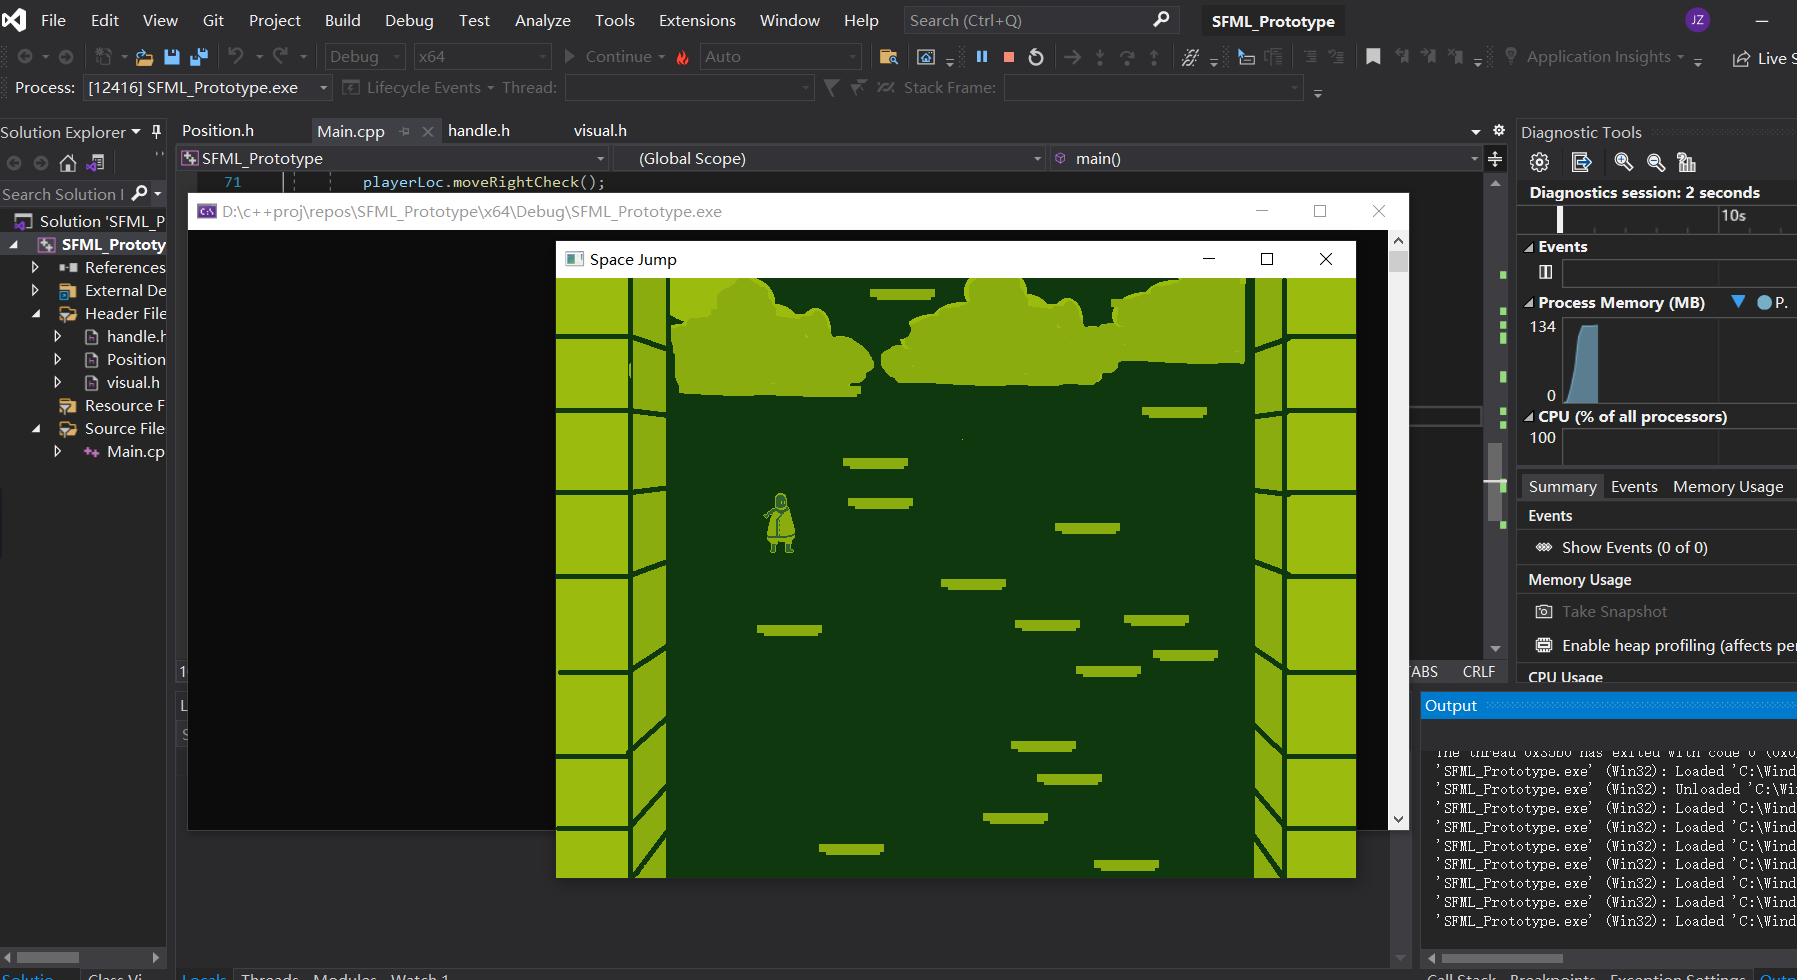 File Edit View Git Project Build Debug Test Analyze Tools Extensions Window Help Search (Ctrl+Q) SFML_Prototype JZ
Debug x64 Continue Auto Application Insights Live S
Process: [12416] SFML_Prototype.exe Lifecycle Events Thread: Stack Frame:
Solution Explorer Position.h Main.cpp handle.h visual.h Diagnostic Tools
SFML_Prototype (Global Scope) main()
71 playerLoc.moveRightCheck();
Search Solution Diagnostics session: 2 seconds
D:\c++proj\repos\SFML_Prototype\x64\Debug\SFML_Prototype.exe
10s
Solution 'SFML_P
SFML_Prototy
Events
Space Jump
References
External De
Process Memory (MB) P.
Header File
134
handle.h
Position
0
visual.h
Resource F
CPU (% of all processors)
Source File
100
Main.cp
Summary Events Memory Usage
Events
Show Events (0 of 0)
Memory Usage
Take Snapshot
Enable heap profiling (affects per
TABS CRLF
CPU Usage
Output
The thread 0x35b0 has exited with code 0 (0x0
'SFML_Prototype.exe' (Win32): Loaded 'C:\Wind
'SFML_Prototype.exe' (Win32): Unloaded 'C:\Wi
'SFML_Prototype.exe' (Win32): Loaded 'C:\Wind
'SFML_Prototype.exe' (Win32): Loaded 'C:\Wind
'SFML_Prototype.exe' (Win32): Loaded 'C:\Wind
'SFML_Prototype.exe' (Win32): Loaded 'C:\Wind
'SFML_Prototype.exe' (Win32): Loaded 'C:\Wind
'SFML_Prototype.exe' (Win32): Loaded 'C:\Wind
'SFML_Prototype.exe' (Win32): Loaded 'C:\Wind
Solutio... Class Vi... Locals Threads Modules Watch 1 Call Stack Breakpoints Exception Settings Outp